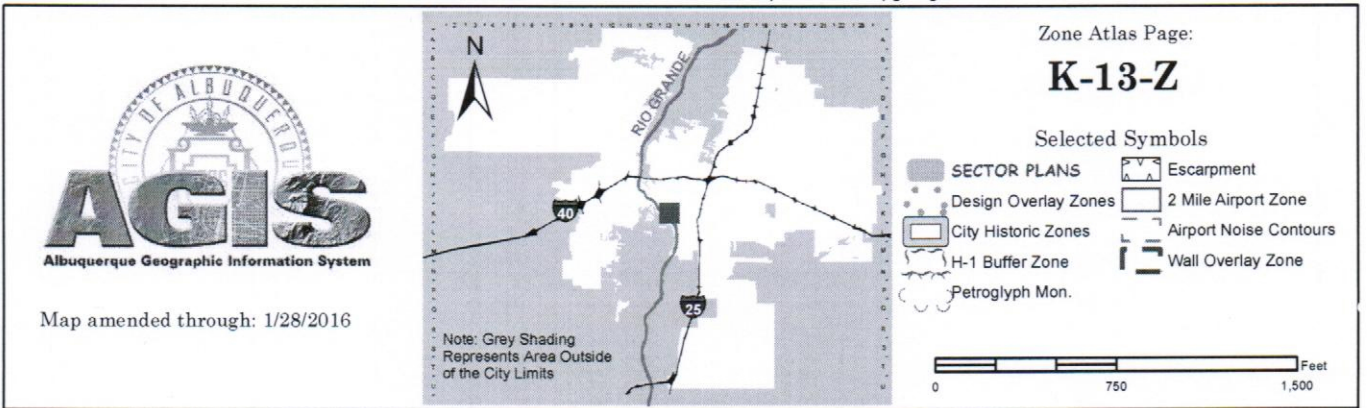 CITY OF ALBUQUERQUE
AGIS
Albuquerque Geographic Information System
Map amended through: 1/28/2016
N
RIO GRANDE
40
25
Note: Grey Shading
Represents Area Outside
of the City Limits
Zone Atlas Page:
K-13-Z
Selected Symbols
SECTOR PLANS
Escarpment
Design Overlay Zones
2 Mile Airport Zone
City Historic Zones
Airport Noise Contours
H-1 Buffer Zone
Wall Overlay Zone
Petroglyph Mon.
Feet
0 750 1,500